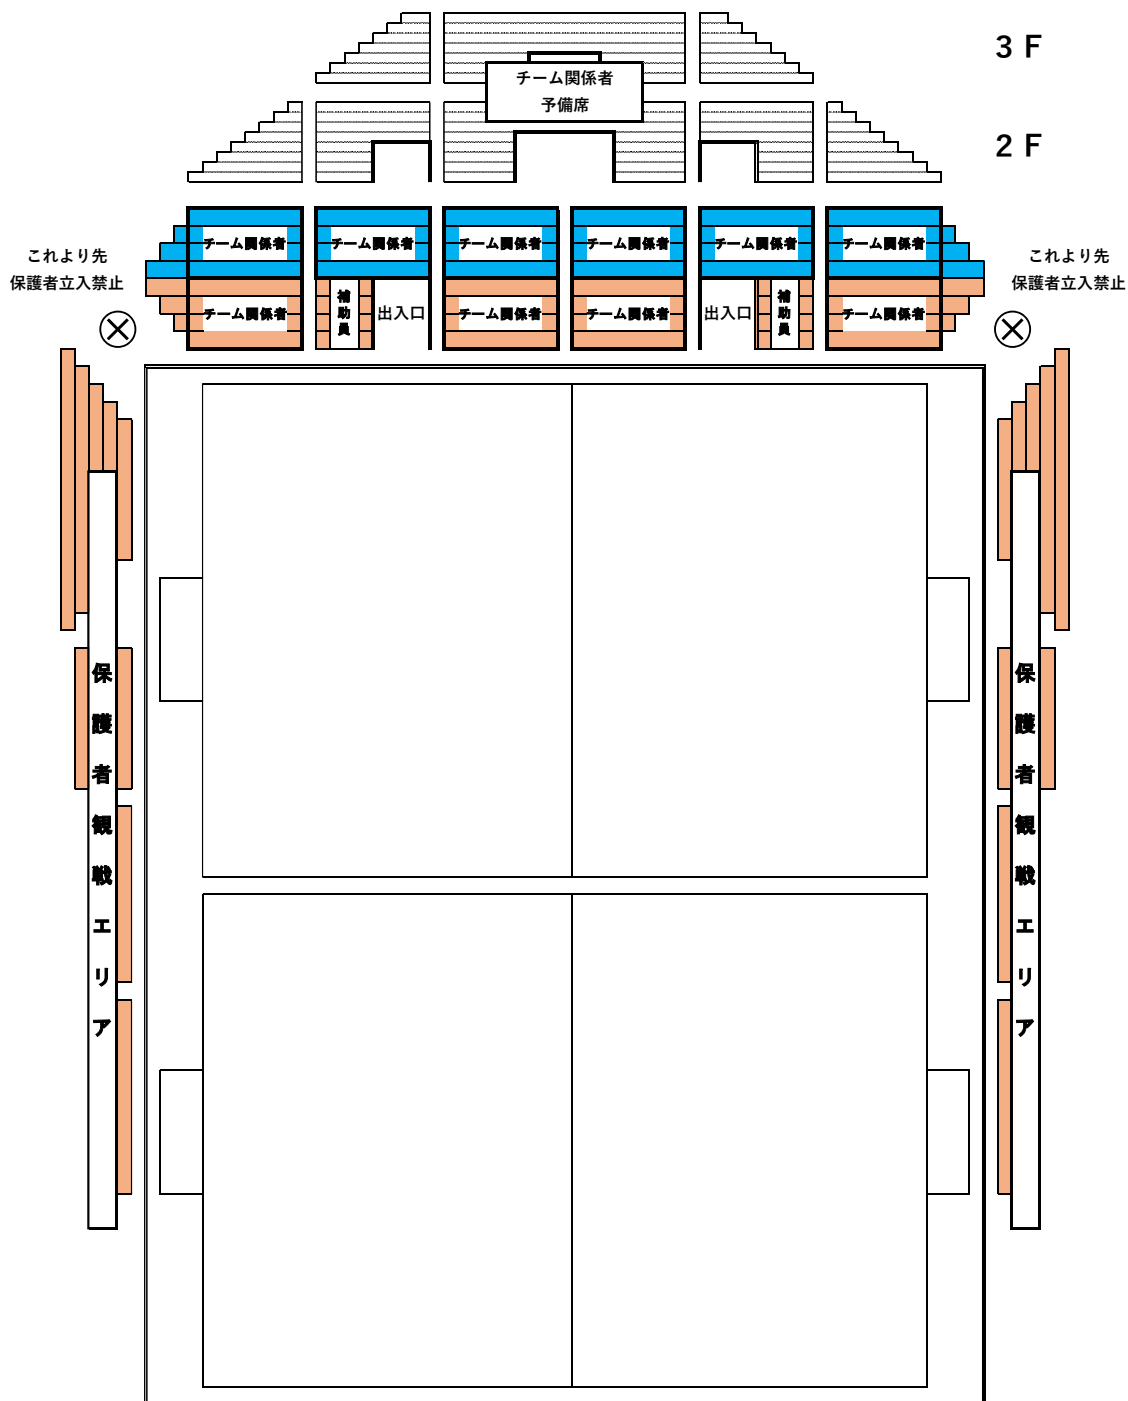 ３Ｆ
チーム関係者
予備席
２Ｆ
これより先
保護者立入禁止
チーム関係者
チーム関係者
チーム関係者
チーム関係者
チーム関係者
チーム関係者
これより先
保護者立入禁止
チーム関係者
補助員
出入口
チーム関係者
チーム関係者
出入口
補助員
チーム関係者
保護者観戦エリア
保護者観戦エリア